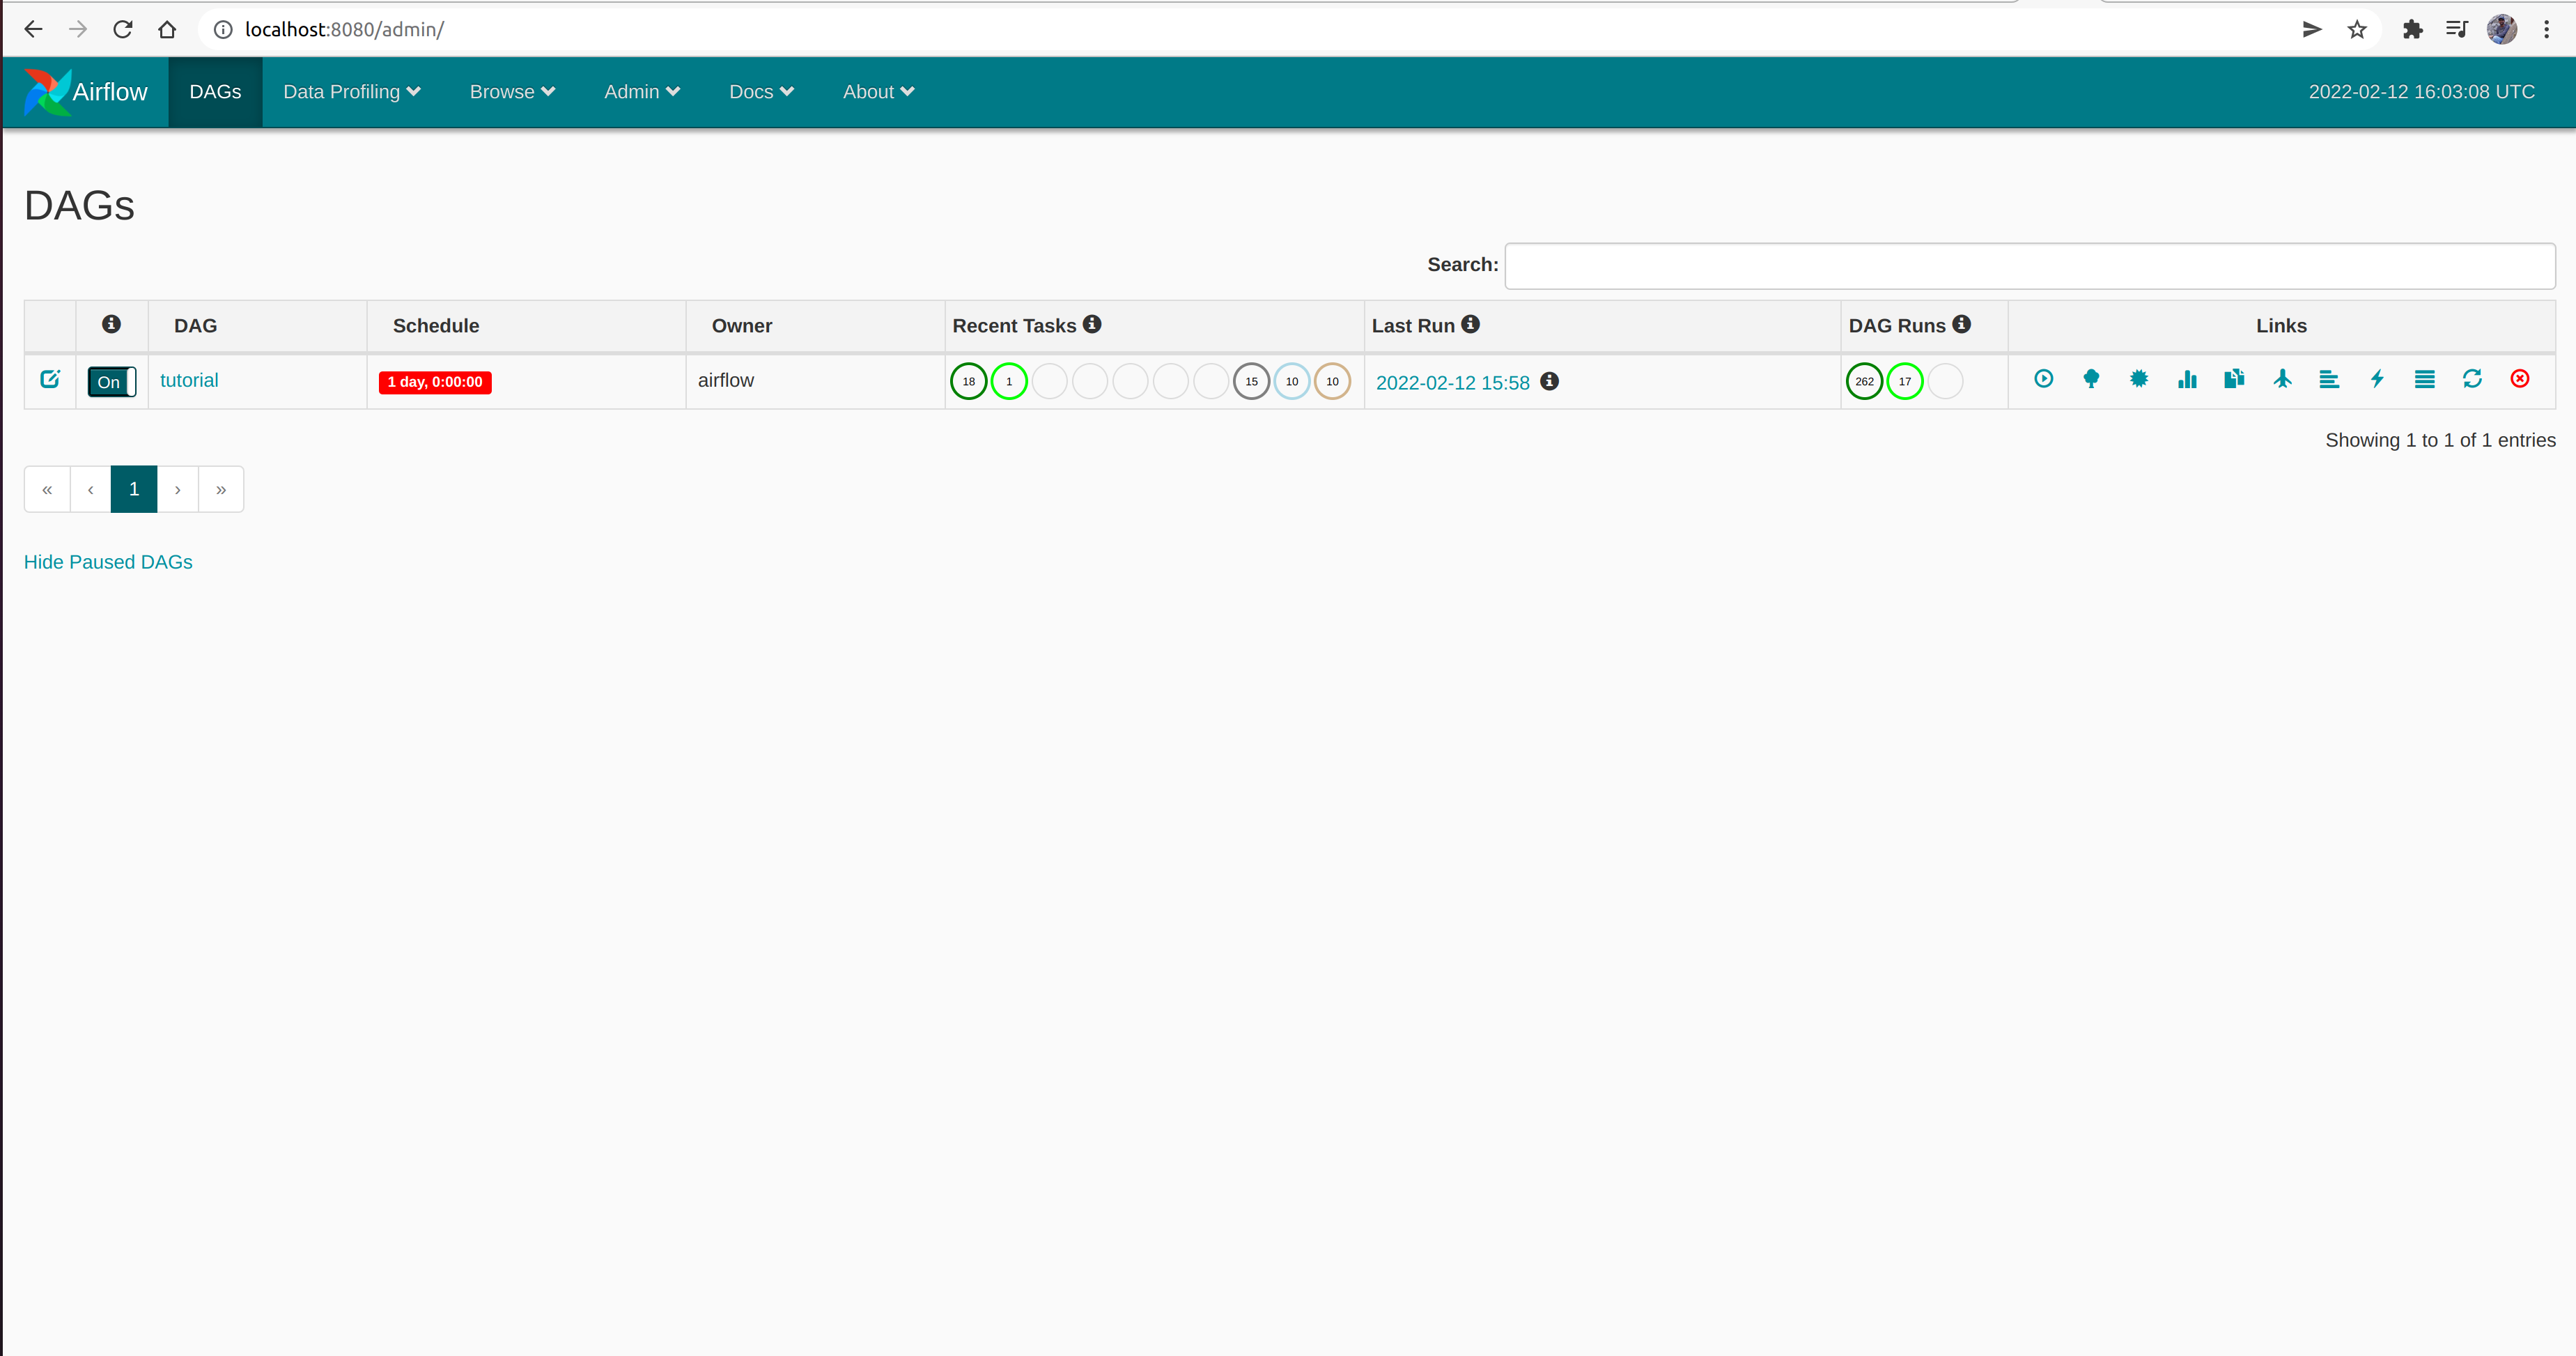 localhost:8080/admin/
Airflow DAGs Data Profiling Browse Admin Docs About 2022-02-12 16:03:08 UTC
DAGs
Search:
DAG Schedule Owner Recent Tasks Last Run DAG Runs Links
On tutorial 1 day, 0:00:00 airflow 18 1 15 10 10 2022-02-12 15:58 262 17
Showing 1 to 1 of 1 entries
« ‹ 1 › »
Hide Paused DAGs